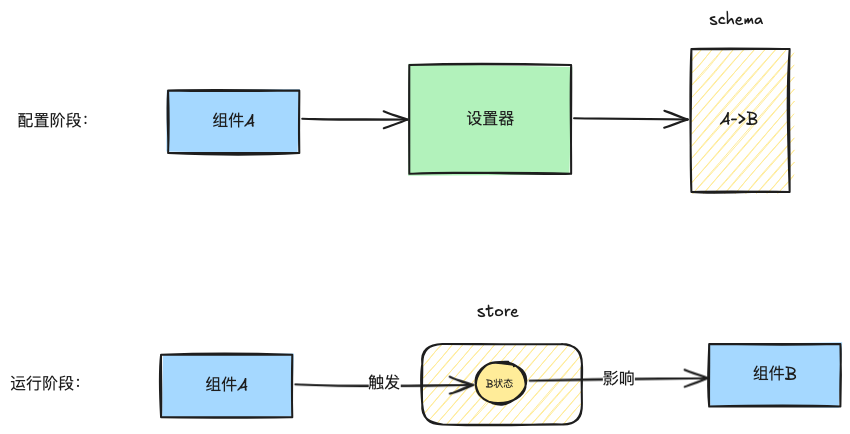 schema
配置阶段:
组件A
设置器
A->B
store
运行阶段:
组件A
触发
B状态
影响
组件B